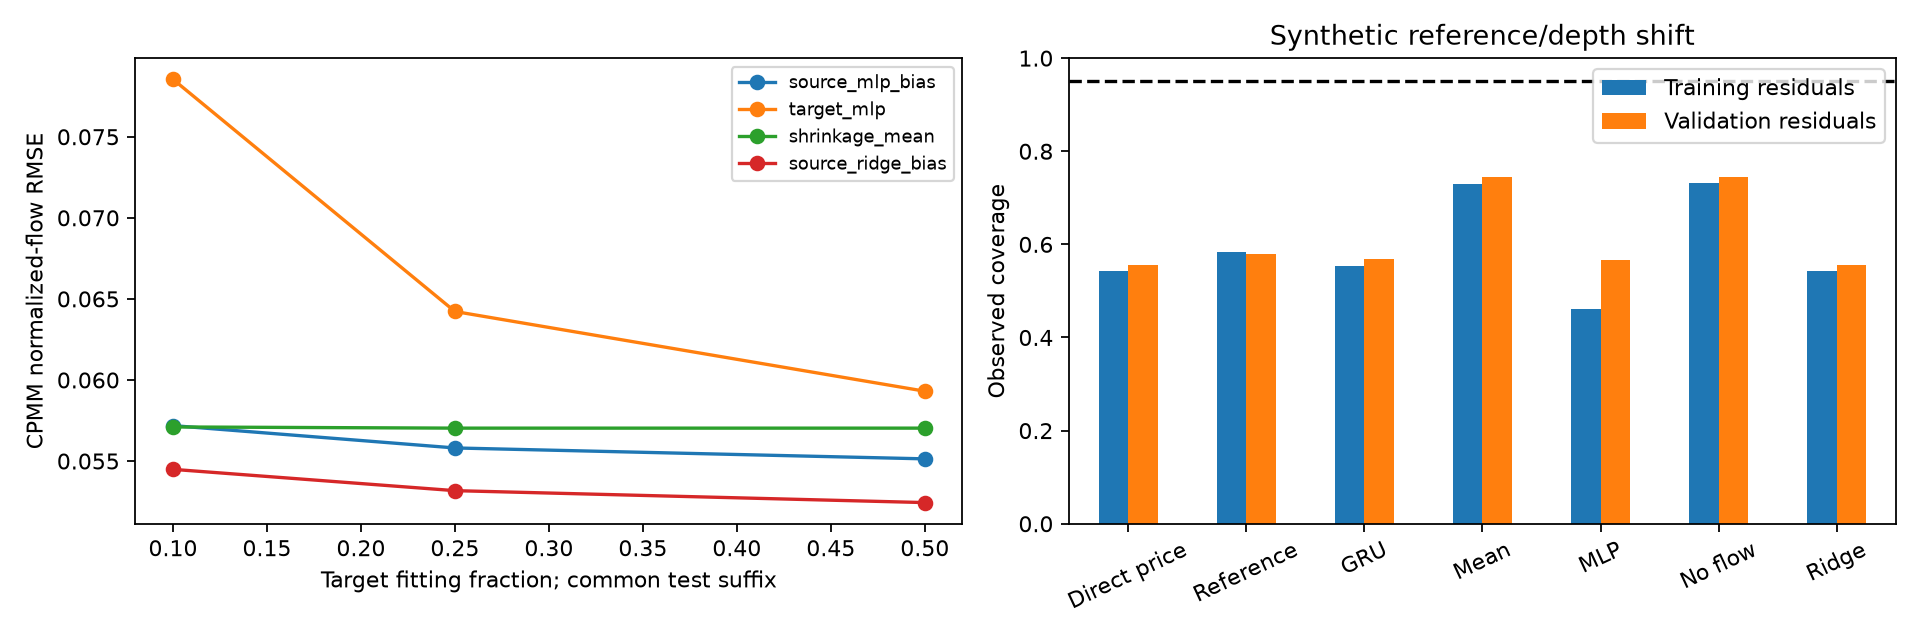 CPMM normalized-flow RMSE
0.075
0.070
0.065
0.060
0.055
source_mlp_bias
target_mlp
shrinkage_mean
source_ridge_bias
0.10 0.15 0.20 0.25 0.30 0.35 0.40 0.45 0.50
Target fitting fraction; common test suffix
Synthetic reference/depth shift
Observed coverage
1.0
0.8
0.6
0.4
0.2
0.0
Training residuals
Validation residuals
Direct price Reference GRU Mean MLP No flow Ridge